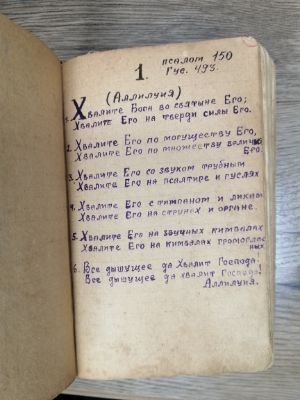 псалом 150
1. Гус. 493.
(Аллилуия)
1. Хвалите Бога во святыне Его;
Хвалите Его на тверди силы Его.
2. Хвалите Его по могуществу Его,
Хвалите Его по множеству величия
Его.
3. Хвалите Его со звуком трубным
Хвалите Его на псалтире и гуслях
4. Хвалите Его с тимпаном и ликами
Хвалите Его на струнах и органе.
5. Хвалите Его на звучных кимвалах
Хвалите Его на кимвалах громоглас
ных
6. Все дышущее да Хвалит Господа!
Все дышущее да хвалит Господа!
Аллилуия.